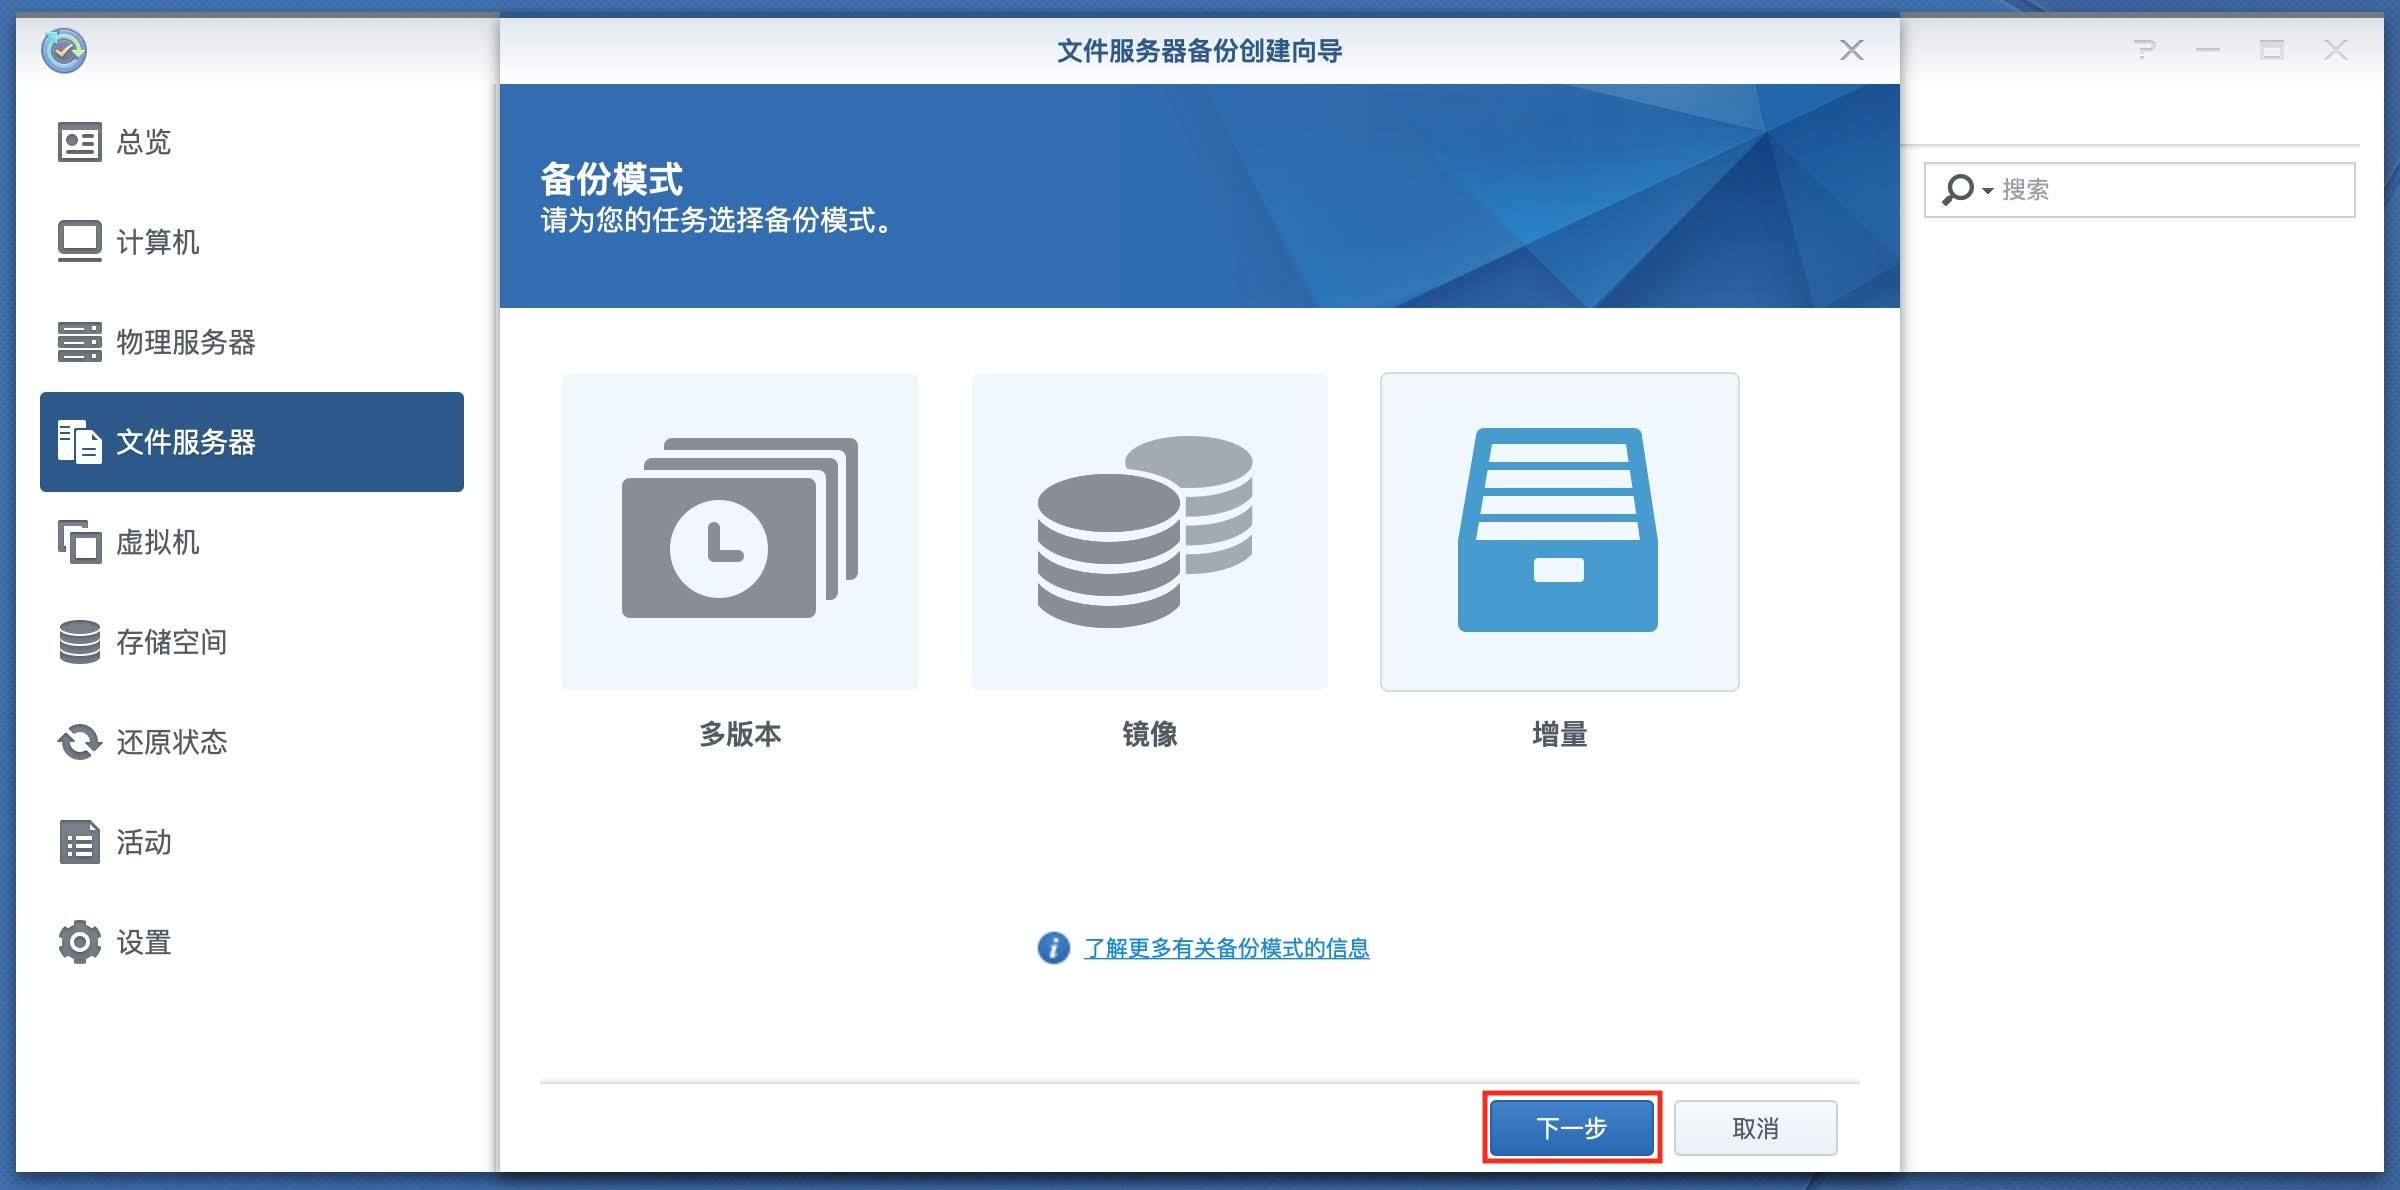 文件服务器备份创建向导
总览
计算机
物理服务器
文件服务器
虚拟机
存储空间
还原状态
活动
设置
备份模式
请为您的任务选择备份模式。
搜索
多版本
镜像
增量
了解更多有关备份模式的信息
下一步
取消